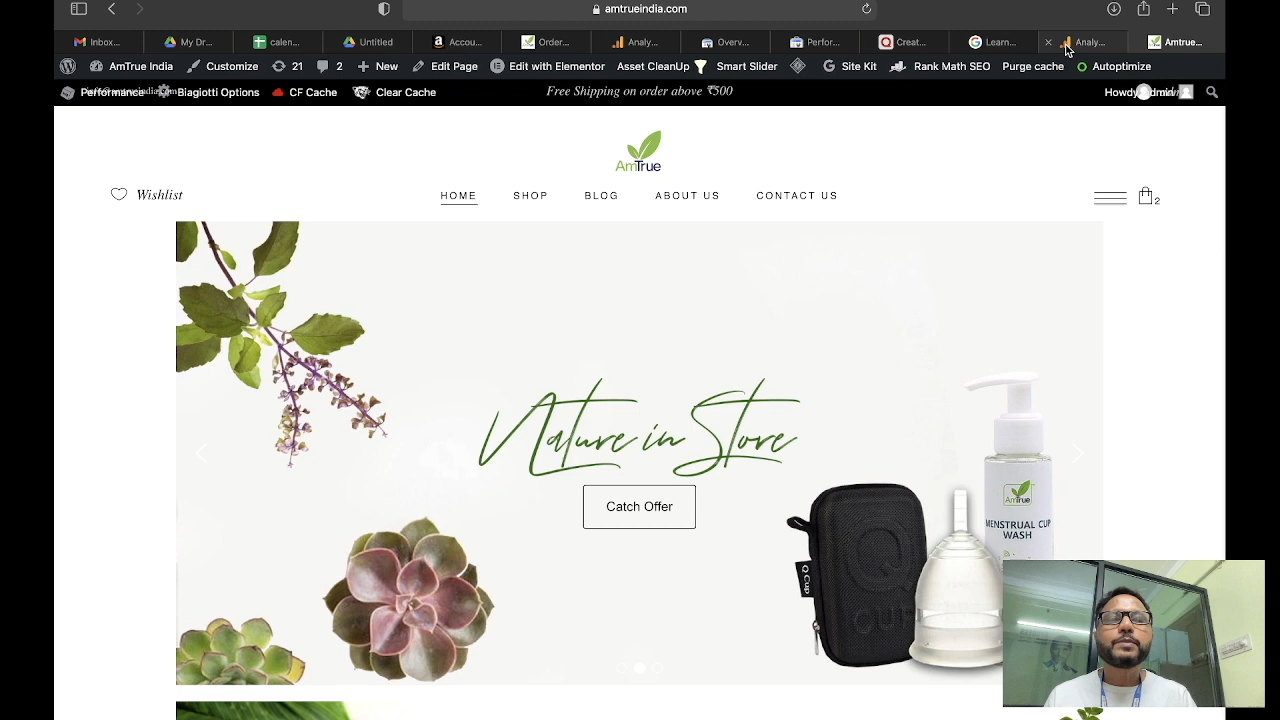 amtrueindia.com
Inbox... My Dr... calen... Untitled Accou... Order... Analy... Overv... Perfor... Creat... Learn... Analy... Amtrue...
AmTrue India Customize 21 2 New Edit Page Edit with Elementor Asset CleanUp Smart Slider Site Kit Rank Math SEO Purge cache Autoptimize
Performance Biagiotti Options CF Cache Clear Cache Free Shipping on order above ₹500 Howdy
AmTrue
Wishlist HOME SHOP BLOG ABOUT US CONTACT US 2
Nature in Store
Catch Offer
AmTrue
MENSTRUAL CUP
WASH
Q
Q Cup